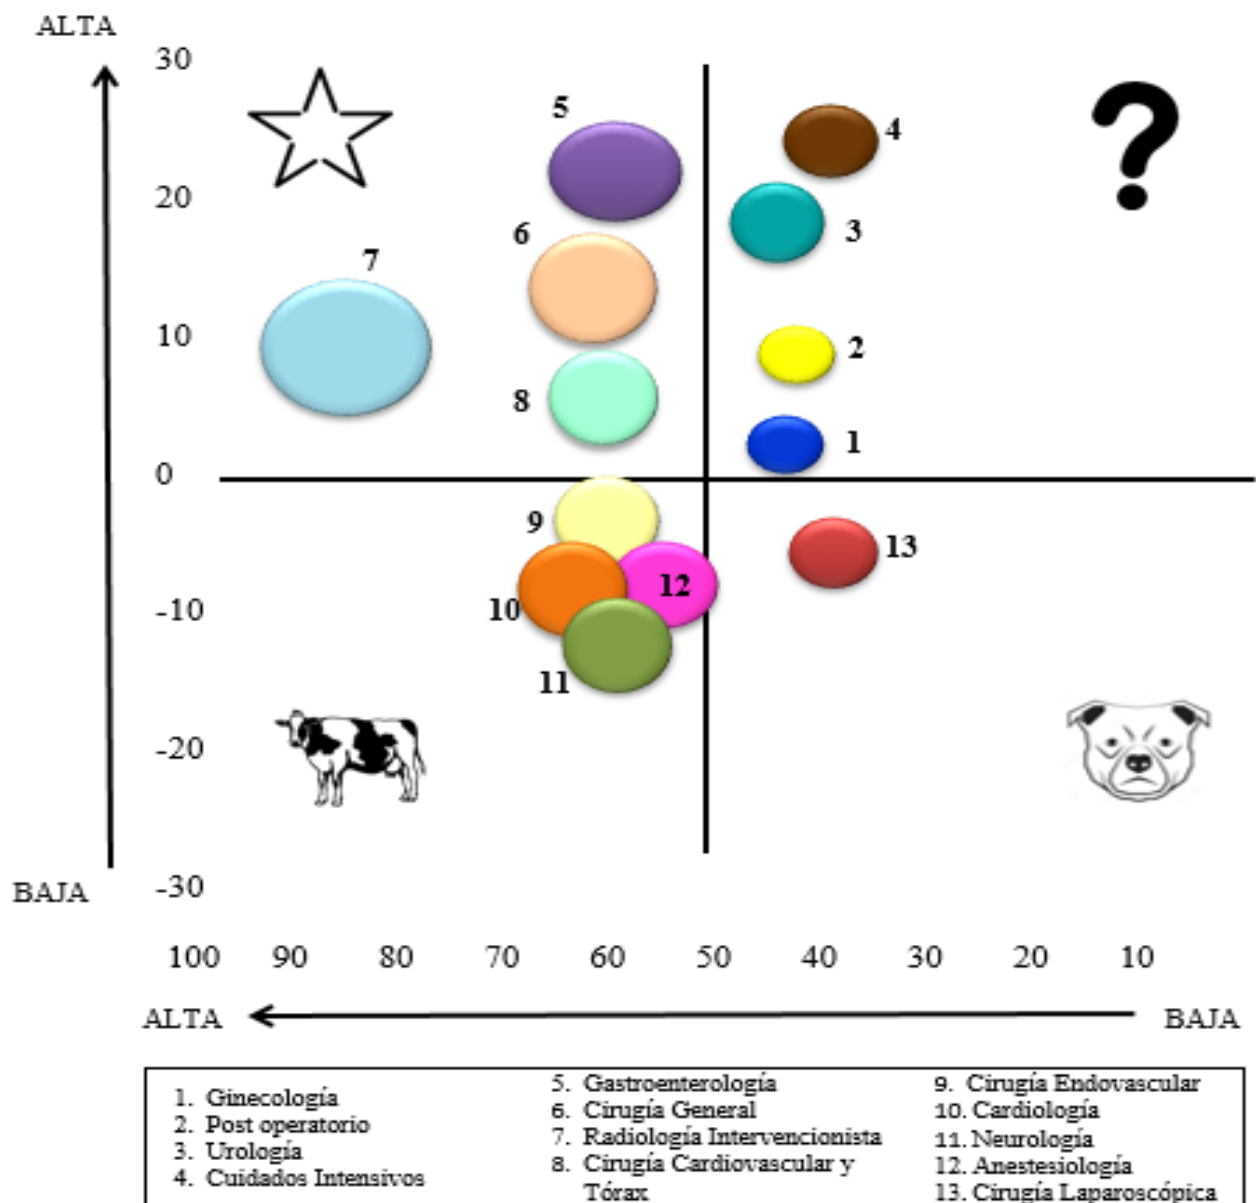 ALTA
30
5
4
20
6
3
7
10
2
8
1
0
9
13
12
10
-10
11
-20
-30
BAJA
100 90 80 70 60 50 40 30 20 10
ALTA BAJA
1. Ginecología
2. Post operatorio
3. Urología
4. Cuidados Intensivos
5. Gastroenterología
6. Cirugía General
7. Radiología Intervencionista
8. Cirugía Cardiovascular y
Tórax
9. Cirugía Endovascular
10. Cardiología
11. Neurología
12. Anestesiología
13. Cirugía Laparoscópica
?